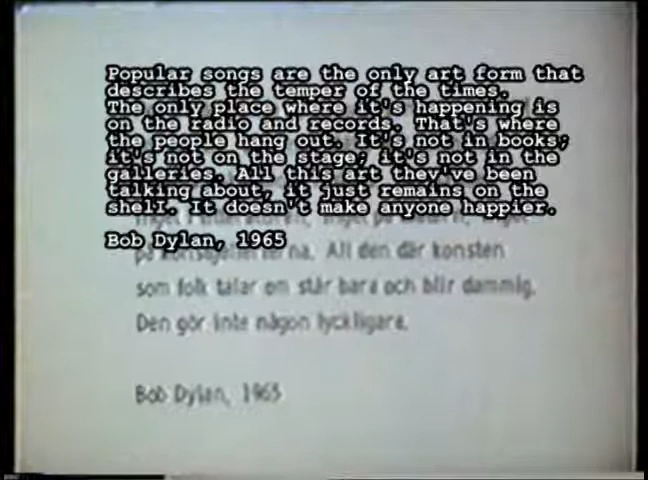 Popular songs are the only art form that
describes the temper of the times.
The only place where it's happening is
on the radio and records. That's where
the people hang out. It's not in books;
it's not on the stage; it's not in the
galleries. All this art they've been
talking about, it just remains on the
shelI. It doesn't make anyone happier.
Bob Dylan, 1965
på konstgallerierna. All den där konsten
som folk talar om står bara och blir dammig.
Den gör inte någon lyckligare.
Bob Dylan, 1965